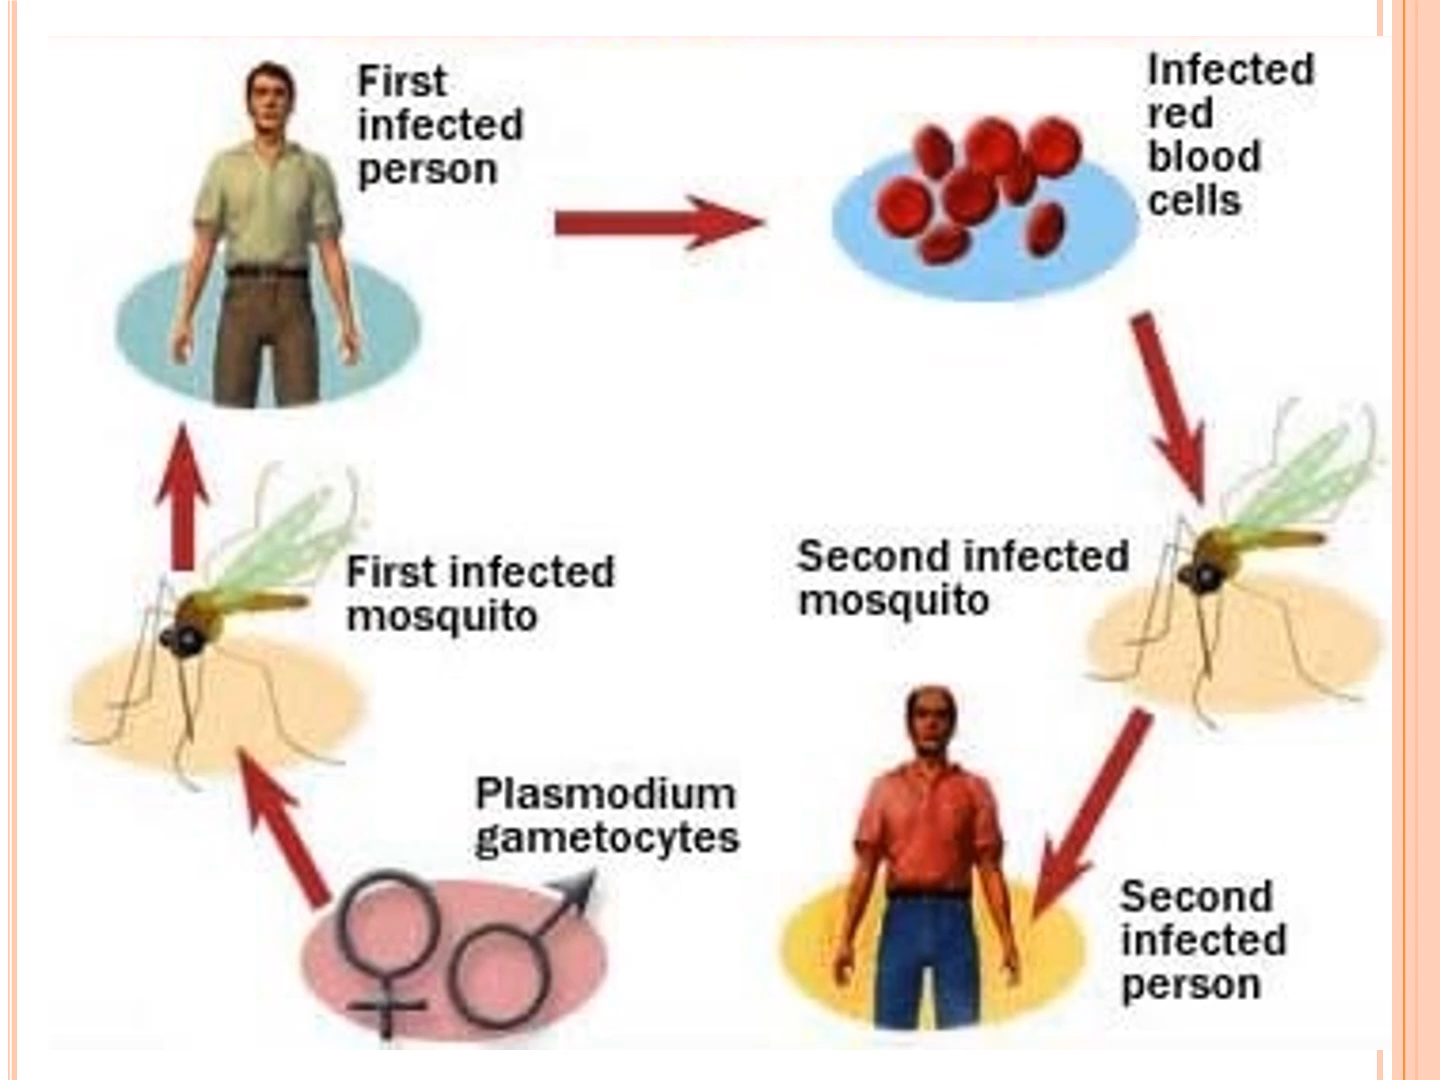 First
infected
person
Infected
red
blood
cells
First infected
mosquito
Second infected
mosquito
Plasmodium
gametocytes
Second
infected
person